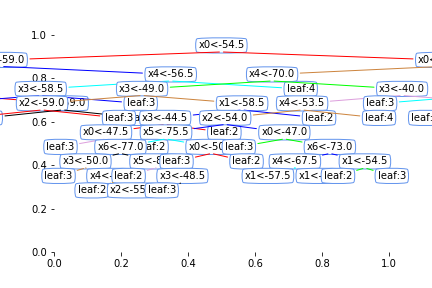 1.0
x0<-54.5
-59.0
x0<
0.8
x4<-56.5
x4<-70.0
x3<-58.5
x3<-49.0
leaf:4
x3<-40.0
x2<-59.0
9.0
leaf:3
x1<-58.5
x4<-53.5
leaf:3
0.6
leaf:3
x3<-44.5
x2<-54.0
leaf:2
leaf:4
leaf:
x0<-47.5
x5<-75.5
leaf:2
x0<-47.0
leaf:3
x6<-77.0
af:2
x0<-50
leaf:3
x6<-73.0
0.4
x3<-50.0
x5<-8
leaf:3
leaf:2
x4<-67.5
x1<-54.5
leaf:3
x4<-
leaf:2
x3<-48.5
x1<-57.5
x1<-
leaf:2
leaf:3
leaf:2
x2<-55
leaf:3
0.2
0.0
0.0
0.2
0.4
0.6
0.8
1.0